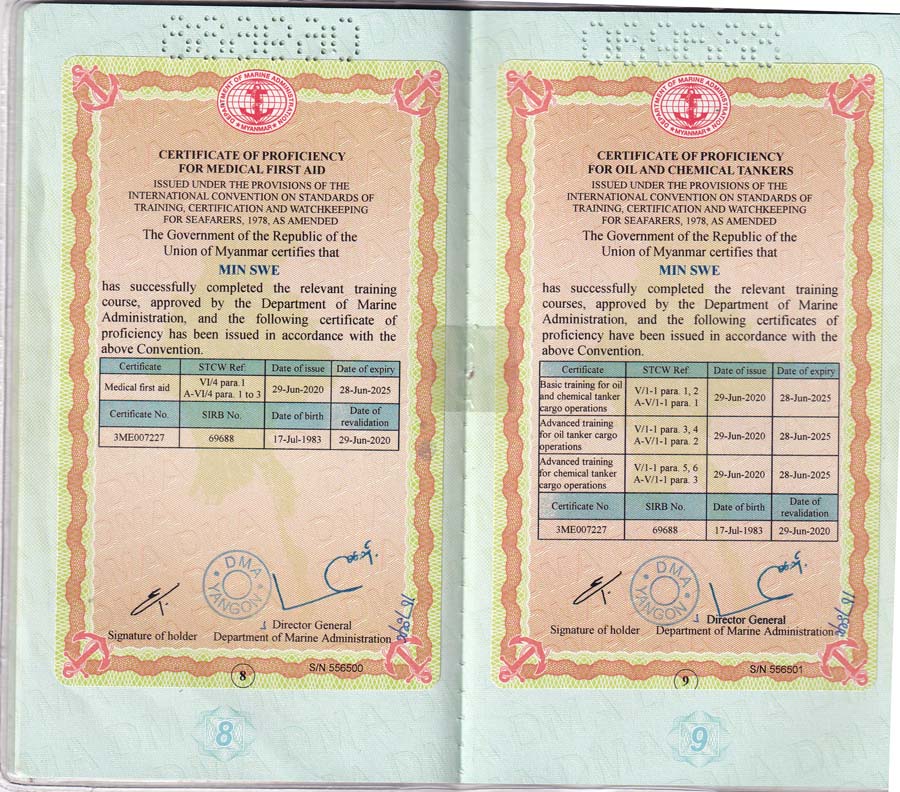 DEPARTMENT OF MARINE ADMINISTRATION
MYANMAR
CERTIFICATE OF PROFICIENCY
FOR MEDICAL FIRST AID
ISSUED UNDER THE PROVISIONS OF THE
INTERNATIONAL CONVENTION ON STANDARDS OF
TRAINING, CERTIFICATION AND WATCHKEEPING
FOR SEAFARERS, 1978, AS AMENDED
The Government of the Republic of the
Union of Myanmar certifies that
MIN SWE
has successfully completed the relevant training
course, approved by the Department of Marine
Administration, and the following certificate of
proficiency has been issued in accordance with the
above Convention.
Certificate STCW Ref. Date of issue Date of expiry
Medical first aid VI/4 para.1 A-VI/4 para. 1 to 3 29-Jun-2020 28-Jun-2025
Certificate No. SIRB No. Date of birth Date of revalidation
3ME007227 69688 17-Jul-1983 29-Jun-2020
DMA
YANGON
Director General
Signature of holder Department of Marine Administration
8 S/N 556500
8
DEPARTMENT OF MARINE ADMINISTRATION
MYANMAR
CERTIFICATE OF PROFICIENCY
FOR OIL AND CHEMICAL TANKERS
ISSUED UNDER THE PROVISIONS OF THE
INTERNATIONAL CONVENTION ON STANDARDS OF
TRAINING, CERTIFICATION AND WATCHKEEPING
FOR SEAFARERS, 1978, AS AMENDED
The Government of the Republic of the
Union of Myanmar certifies that
MIN SWE
has successfully completed the relevant training
courses, approved by the Department of Marine
Administration, and the following certificates of
proficiency have been issued in accordance with the
above Convention.
Certificate STCW Ref. Date of issue Date of expiry
Basic training for oil and chemical tanker cargo operations V/1-1 para. 1, 2 A-V/1-1 para. 1 29-Jun-2020 28-Jun-2025
Advanced training for oil tanker cargo operations V/1-1 para. 3, 4 A-V/1-1 para. 2 29-Jun-2020 28-Jun-2025
Advanced training for chemical tanker cargo operations V/1-1 para. 5, 6 A-V/1-1 para. 3 29-Jun-2020 28-Jun-2025
Certificate No. SIRB No. Date of birth Date of revalidation
3ME007227 69688 17-Jul-1983 29-Jun-2020
DMA
YANGON
Director General
Signature of holder Department of Marine Administration
9 S/N 556501
9